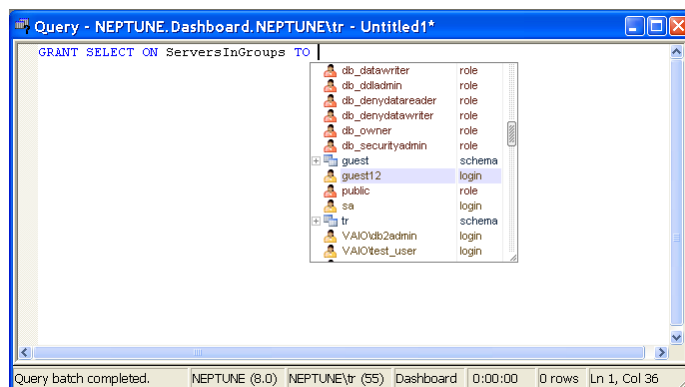 Query - NEPTUNE.Dashboard.NEPTUNE\tr - Untitled1*
GRANT SELECT ON ServersInGroups TO
db_datawriter role
db_ddladmin role
db_denydatareader role
db_denydatawriter role
db_owner role
db_securityadmin role
guest schema
guest12 login
public role
sa login
tr schema
VAIO\db2admin login
VAIO\test_user login
Query batch completed. NEPTUNE (8.0) NEPTUNE\tr (55) Dashboard 0:00:00 0 rows Ln 1, Col 36